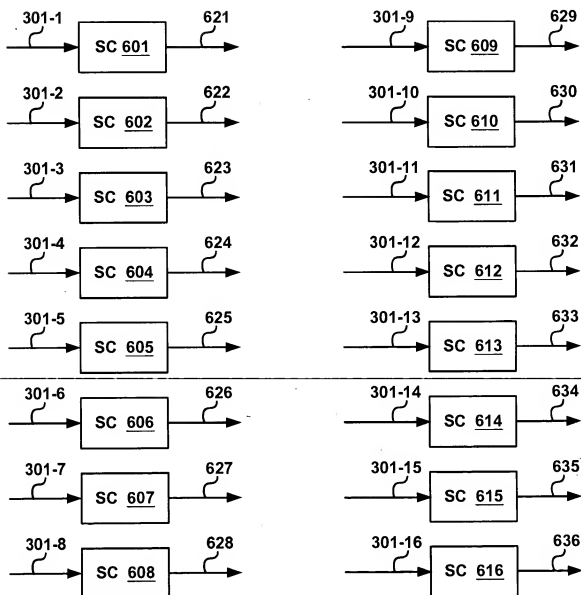 301-1 621
SC 601
301-2 622
SC 602
301-3 623
SC 603
301-4 624
SC 604
301-5 625
SC 605
301-6 626
SC 606
301-7 627
SC 607
301-8 628
SC 608
301-9 629
SC 609
301-10 630
SC 610
301-11 631
SC 611
301-12 632
SC 612
301-13 633
SC 613
301-14 634
SC 614
301-15 635
SC 615
301-16 636
SC 616